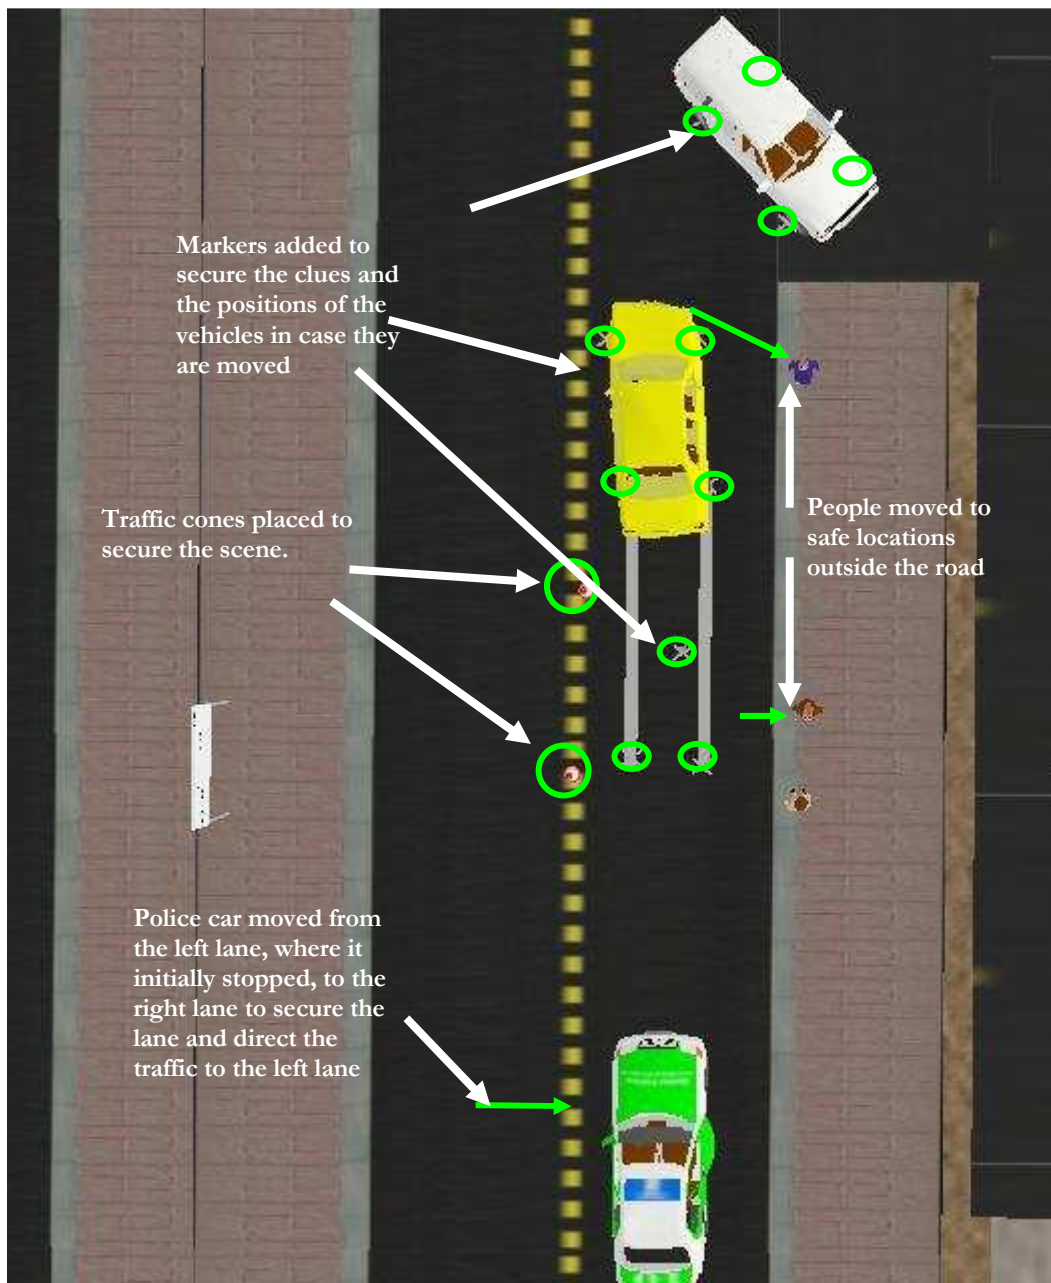 Markers added to
secure the clues and
the positions of the
vehicles in case they
are moved
Traffic cones placed to
secure the scene.
People moved to
safe locations
outside the road
Police car moved from
the left lane, where it
initially stopped, to the
right lane to secure the
lane and direct the
traffic to the left lane